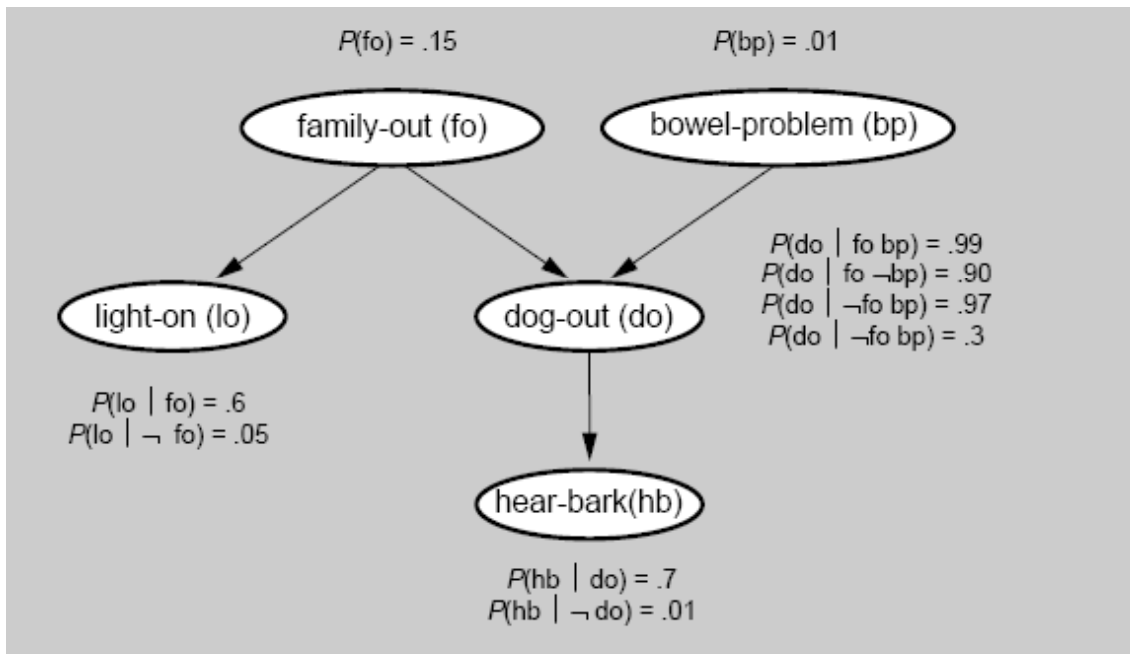 P(fo) = .15
P(bp) = .01
family-out (fo)
bowel-problem (bp)
P(do | fo bp) = .99
P(do | fo ¬bp) = .90
P(do | ¬fo bp) = .97
P(do | ¬fo bp) = .3
light-on (lo)
dog-out (do)
P(lo | fo) = .6
P(lo | ¬ fo) = .05
hear-bark(hb)
P(hb | do) = .7
P(hb | ¬ do) = .01